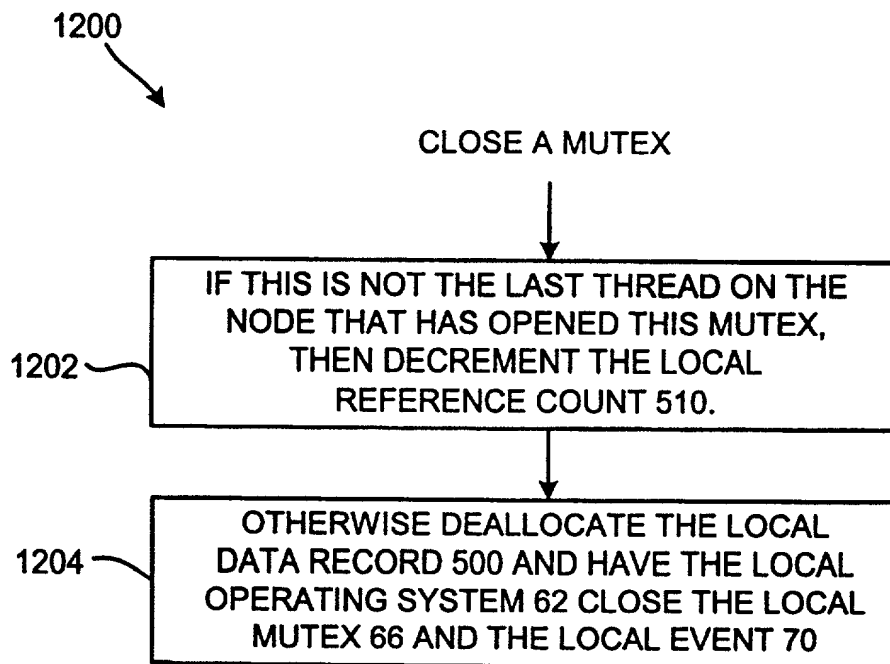 1200
CLOSE A MUTEX
IF THIS IS NOT THE LAST THREAD ON THE
NODE THAT HAS OPENED THIS MUTEX,
THEN DECREMENT THE LOCAL
REFERENCE COUNT 510.
1202
OTHERWISE DEALLOCATE THE LOCAL
DATA RECORD 500 AND HAVE THE LOCAL
OPERATING SYSTEM 62 CLOSE THE LOCAL
MUTEX 66 AND THE LOCAL EVENT 70
1204